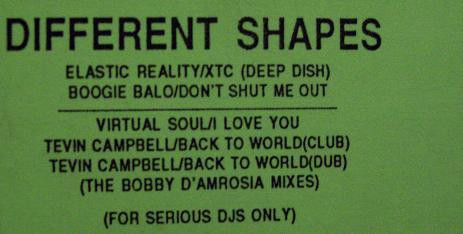 DIFFERENT SHAPES
ELASTIC REALITY/XTC (DEEP DISH)
BOOGIE BALO/DON'T SHUT ME OUT
VIRTUAL SOUL/I LOVE YOU
TEVIN CAMPBELL/BACK TO WORLD(CLUB)
TEVIN CAMPBELL/BACK TO WORLD(DUB)
(THE BOBBY D'AMROSIA MIXES)
(FOR SERIOUS DJS ONLY)